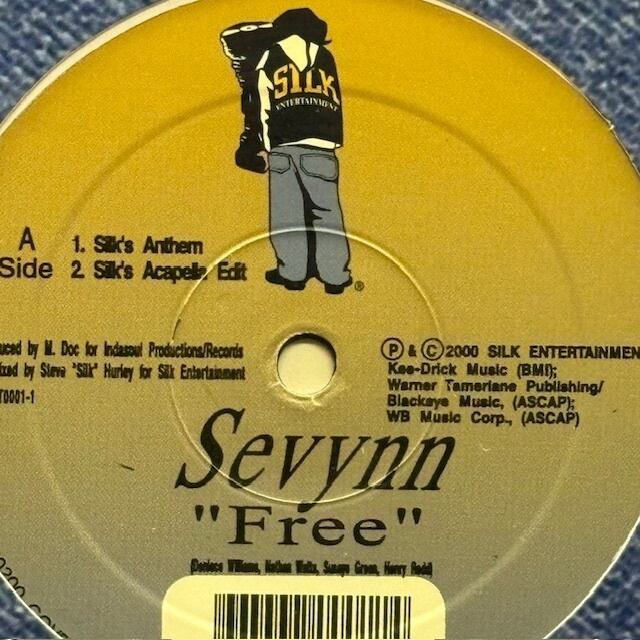 SILK
ENTERTAINMENT
®
A
Side
1. Silk's Anthem
2. Silk's Acapella Edit
uced by M. Doc for Indasoul Productions/Records
ixed by Steve "Silk" Hurley for Silk Entertainment
T0001-1
Ⓟ & Ⓒ 2000 SILK ENTERTAINMEN
Kee-Drick Music (BMI);
Warner Tamerlane Publishing/
Blackeye Music, (ASCAP);
WB Music Corp., (ASCAP)
Sevynn
"Free"
(Deniece Williams, Nathan Watts, Susaye Green, Henry Redd)